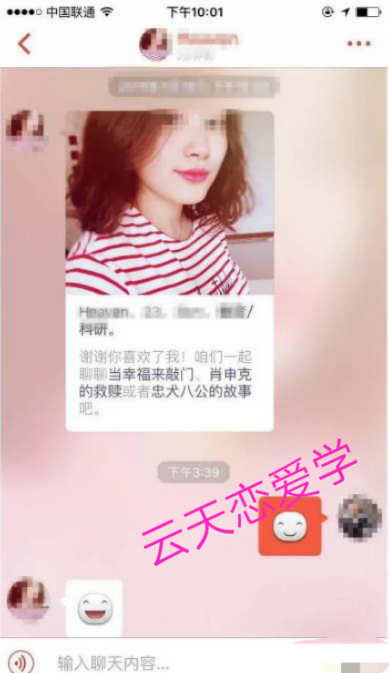 中国联通
下午10:01
Heaven、23、
/
科研。
谢谢你喜欢了我！咱们一起
聊聊当幸福来敲门、肖申克
的救赎或者忠犬八公的故事
吧。
下午3:39
云天恋爱学
输入聊天内容...